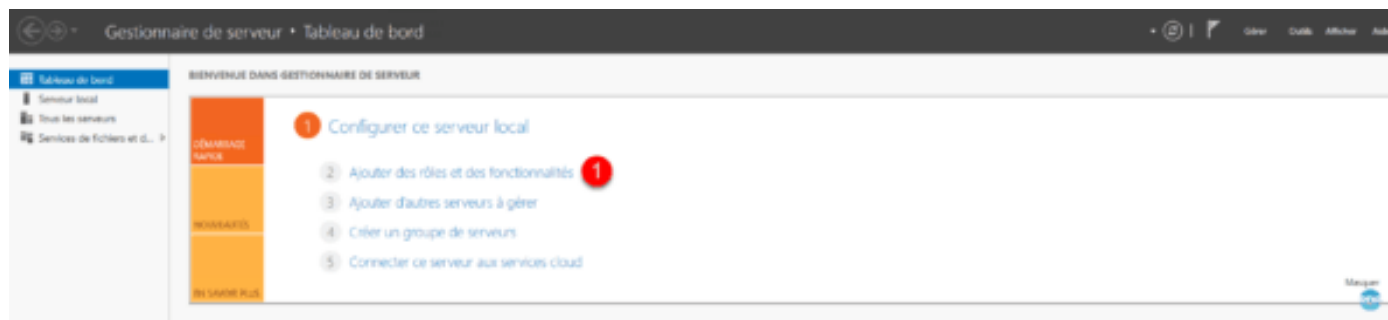 Gestionnaire de serveur • Tableau de bord
Gérer Outils Afficher Aide
Tableau de bord
Serveur local
Tous les serveurs
Services de fichiers et d...
BIENVENUE DANS GESTIONNAIRE DE SERVEUR
DÉMARRAGE
RAPIDE
NOUVEAUTÉS
EN SAVOIR PLUS
1 Configurer ce serveur local
2 Ajouter des rôles et des fonctionnalités 1
3 Ajouter d'autres serveurs à gérer
4 Créer un groupe de serveurs
5 Connecter ce serveur aux services cloud
Masquer